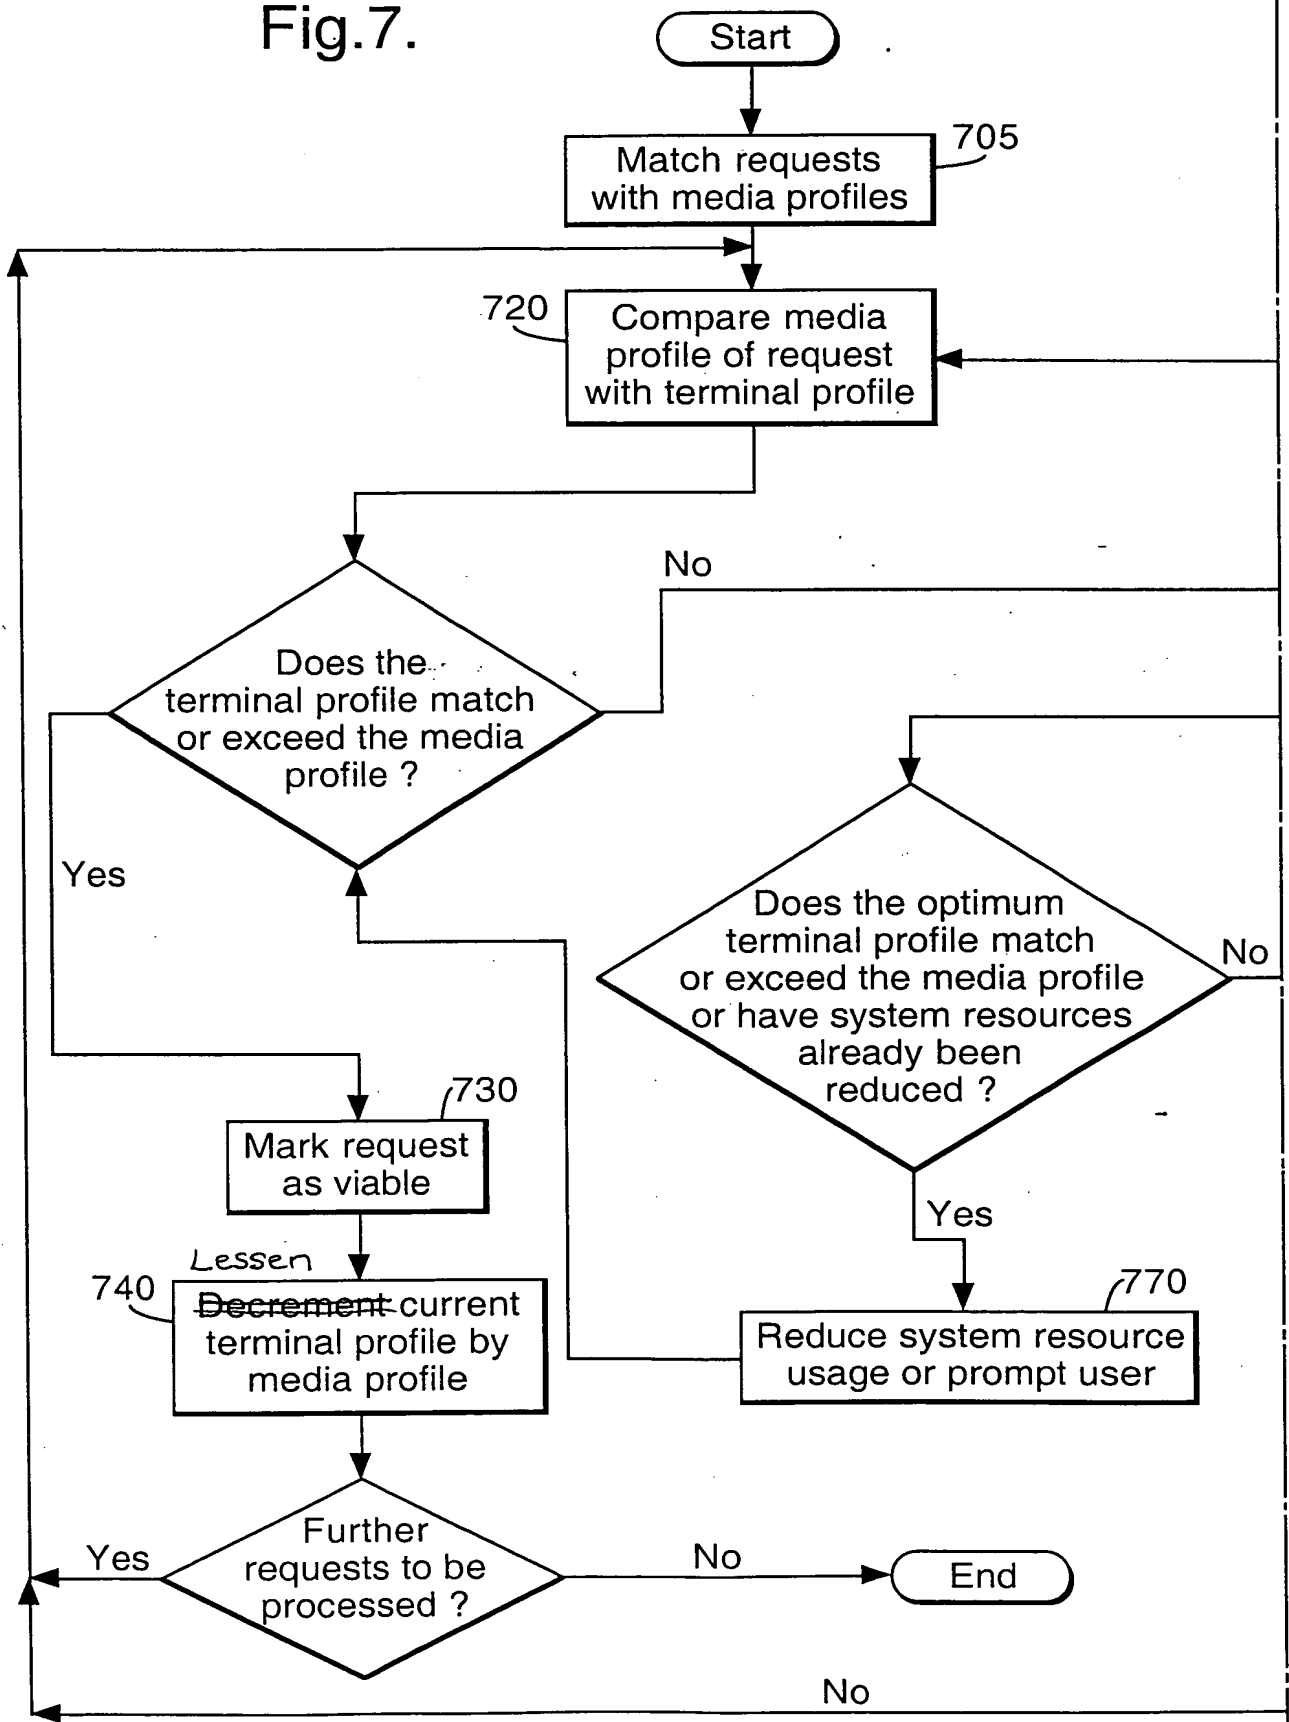 Fig.7.
Start
705
Match requests
with media profiles
720
Compare media
profile of request
with terminal profile
No
Does the
terminal profile match
or exceed the media
profile ?
Yes
Does the optimum
terminal profile match
or exceed the media profile
or have system resources
already been
reduced ?
No
Yes
730
Mark request
as viable
Lessen
740
Decrement current
terminal profile by
media profile
770
Reduce system resource
usage or prompt user
Further
requests to be
processed ?
Yes
No
End
No